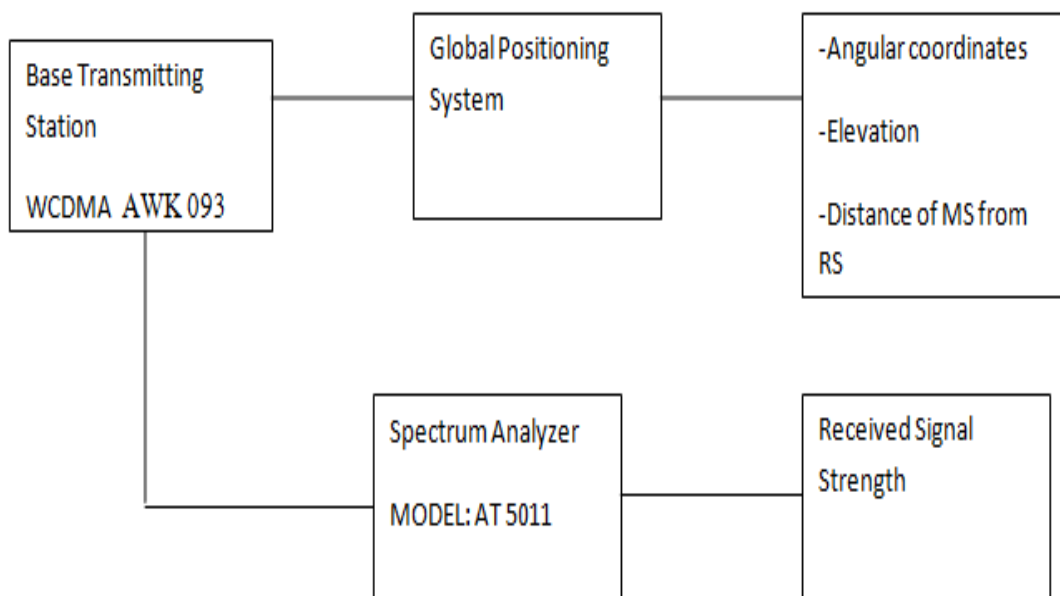 Base Transmitting
Station
WCDMA AWK 093
Global Positioning
System
-Angular coordinates
-Elevation
-Distance of MS from
RS
Spectrum Analyzer
MODEL: AT 5011
Received Signal
Strength